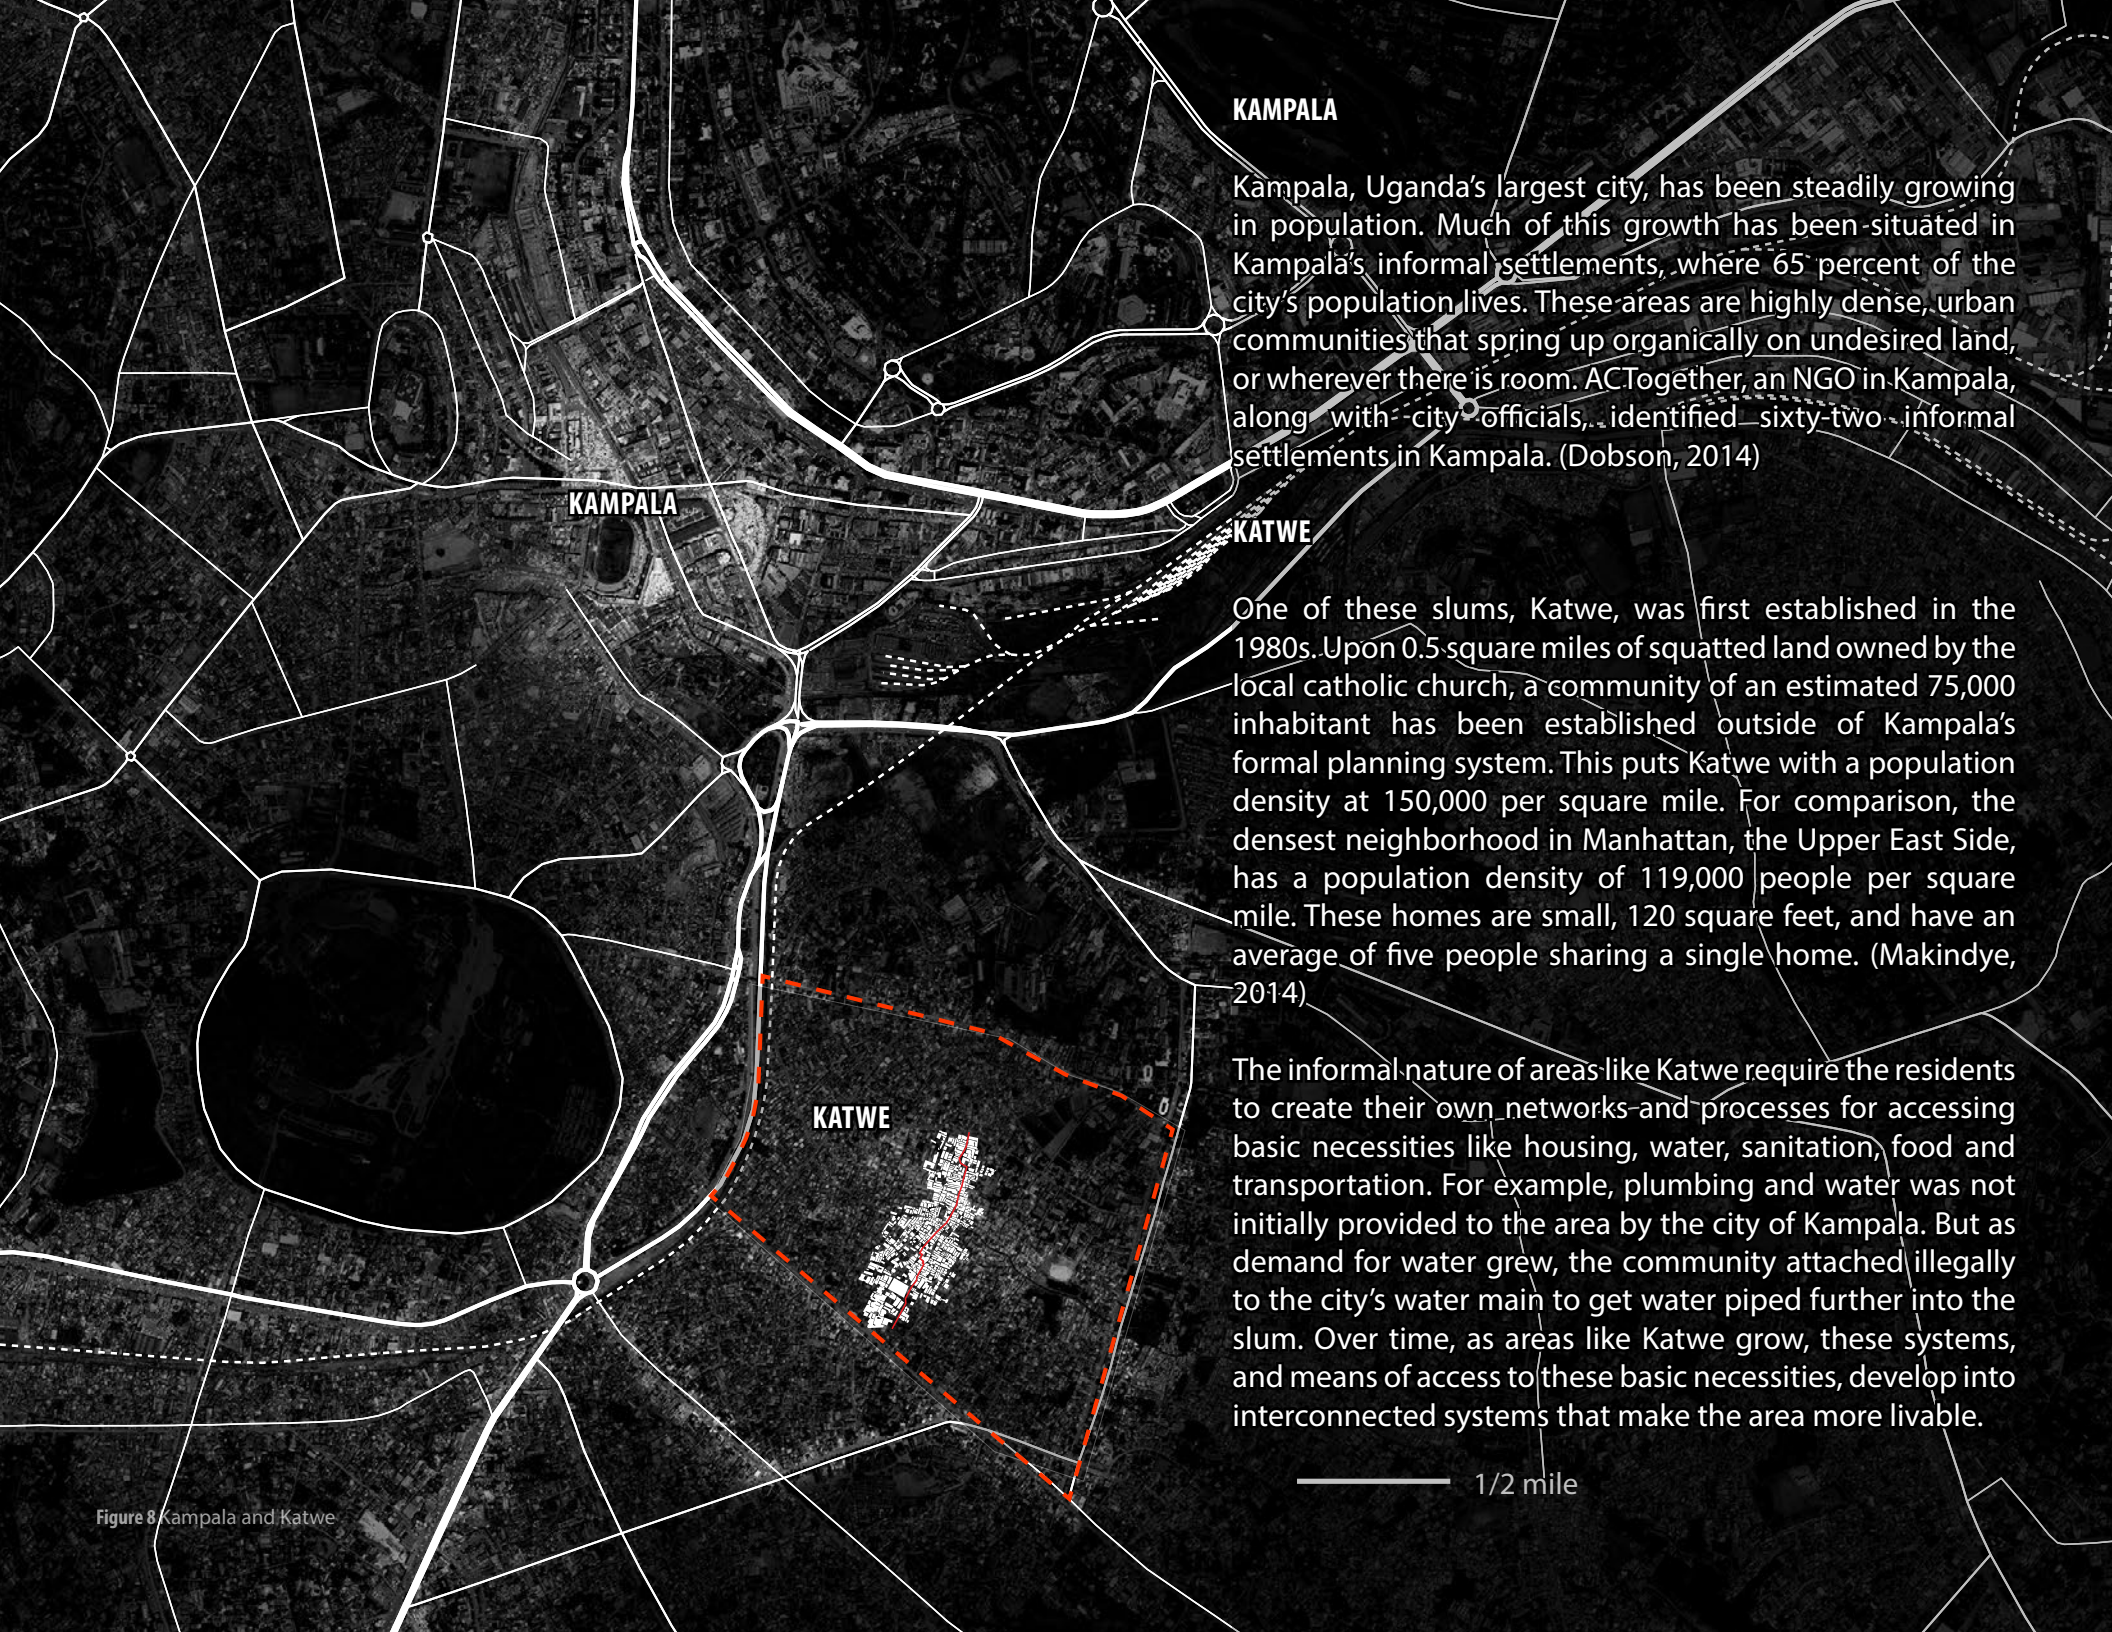 KAMPALA
Kampala, Uganda’s largest city, has been steadily growing
in population. Much of this growth has been situated in
Kampala’s informal settlements, where 65 percent of the
city’s population lives. These areas are highly dense, urban
communities that spring up organically on undesired land,
or wherever there is room. ACTogether, an NGO in Kampala,
along with city officials, identified sixty-two informal
settlements in Kampala. (Dobson, 2014)
KATWE
One of these slums, Katwe, was first established in the
1980s. Upon 0.5 square miles of squatted land owned by the
local catholic church, a community of an estimated 75,000
inhabitant has been established outside of Kampala’s
formal planning system. This puts Katwe with a population
density at 150,000 per square mile. For comparison, the
densest neighborhood in Manhattan, the Upper East Side,
has a population density of 119,000 people per square
mile. These homes are small, 120 square feet, and have an
average of five people sharing a single home. (Makindye,
2014)
The informal nature of areas like Katwe require the residents
to create their own networks and processes for accessing
basic necessities like housing, water, sanitation, food and
transportation. For example, plumbing and water was not
initially provided to the area by the city of Kampala. But as
demand for water grew, the community attached illegally
to the city’s water main to get water piped further into the
slum. Over time, as areas like Katwe grow, these systems,
and means of access to these basic necessities, develop into
interconnected systems that make the area more livable.
1/2 mile
KAMPALA
KATWE
Figure 8 Kampala and Katwe